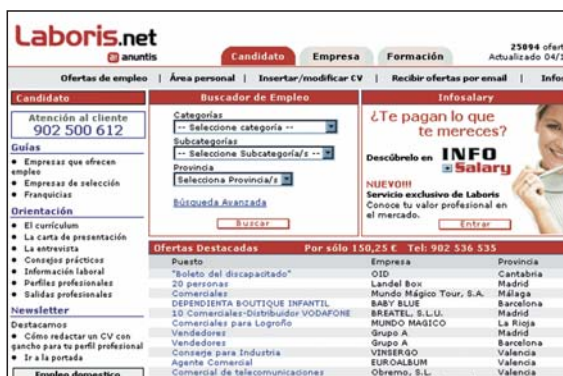 Laboris.net
anuntis
Candidato Empresa Formación
25094 ofert
Actualizado 04/1
Ofertas de empleo | Área personal | Insertar/modificar CV | Recibir ofertas por email | Infos
Candidato
Atención al cliente
902 500 612
Guías
• Empresas que ofrecen
empleo
• Empresas de selección
• Franquicias
Orientación
• El currículum
• La carta de presentación
• La entrevista
• Consejos prácticos
• Información laboral
• Perfiles profesionales
• Salidas profesionales
Newsletter
Destacamos
• Cómo redactar un CV con
gancho para tu perfil profesional
• Ir a la portada
Empleo domestico
Buscador de Empleo
Categorías
-- Seleccione categoría --
Subcategorías
-- Seleccione Subcategoría/s --
Provincia
Selecciona Provincia/s
Búsqueda Avanzada
Buscar
Infosalary
¿Te pagan lo que
te mereces?
Descúbrelo en INFO
Salary
NUEVO!!!
Servicio exclusivo de Laboris
Conoce tu valor profesional en
el mercado.
Entrar
Ofertas Destacadas Por sólo 150,25 € Tel: 902 536 535
Puesto Empresa Provincia
"Boleto del discapacitado" OID Cantabria
20 personas Landel Box Madrid
Comerciales Mundo Mágico Tour, S.A. Málaga
DEPENDIENTA BOUTIQUE INFANTIL BABY BLUE Barcelona
10 Comerciales-Distribuidor VODAFONE BREATEL, S.L.U. Madrid
Comerciales para Logroño MUNDO MAGICO La Rioja
Vendedores Grupo A Madrid
Vendedores Grupo A Barcelona
Conserje para Industria VINSERGO Valencia
Agente Comercial EUROALBUM Valencia
Comercial de telecomunicaciones Obremo, S.L. Valencia